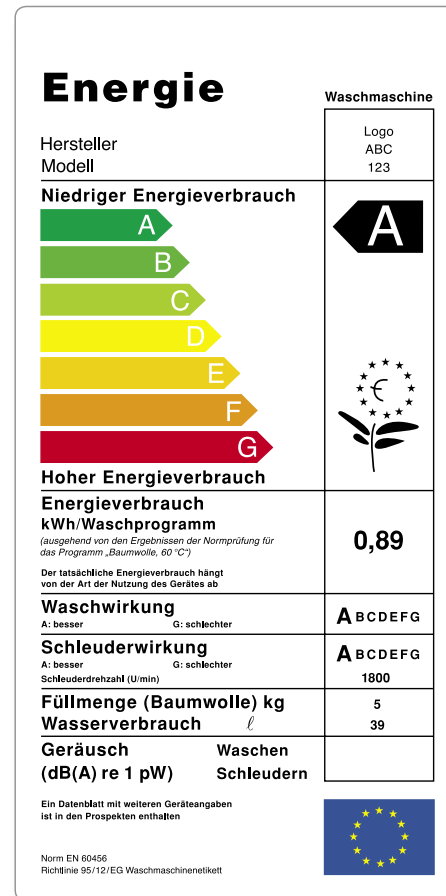 Energie
Waschmaschine
Hersteller
Modell
Logo
ABC
123
Niedriger Energieverbrauch
A
A
B
C
D
E
F
G
Hoher Energieverbrauch
Energieverbrauch
kWh/Waschprogramm
(ausgehend von den Ergebnissen der Normprüfung für
das Programm „Baumwolle, 60 °C“)
0,89
Der tatsächliche Energieverbrauch hängt
von der Art der Nutzung des Gerätes ab
Waschwirkung
A: besser G: schlechter
A B C D E F G
Schleuderwirkung
A: besser G: schlechter
Schleuderdrehzahl (U/min)
A B C D E F G
1800
Füllmenge (Baumwolle) kg 5
Wasserverbrauch ℓ 39
Geräusch Waschen
(dB(A) re 1 pW) Schleudern
Ein Datenblatt mit weiteren Geräteangaben
ist in den Prospekten enthalten
Norm EN 60456
Richtlinie 95/12/EG Waschmaschinenetikett